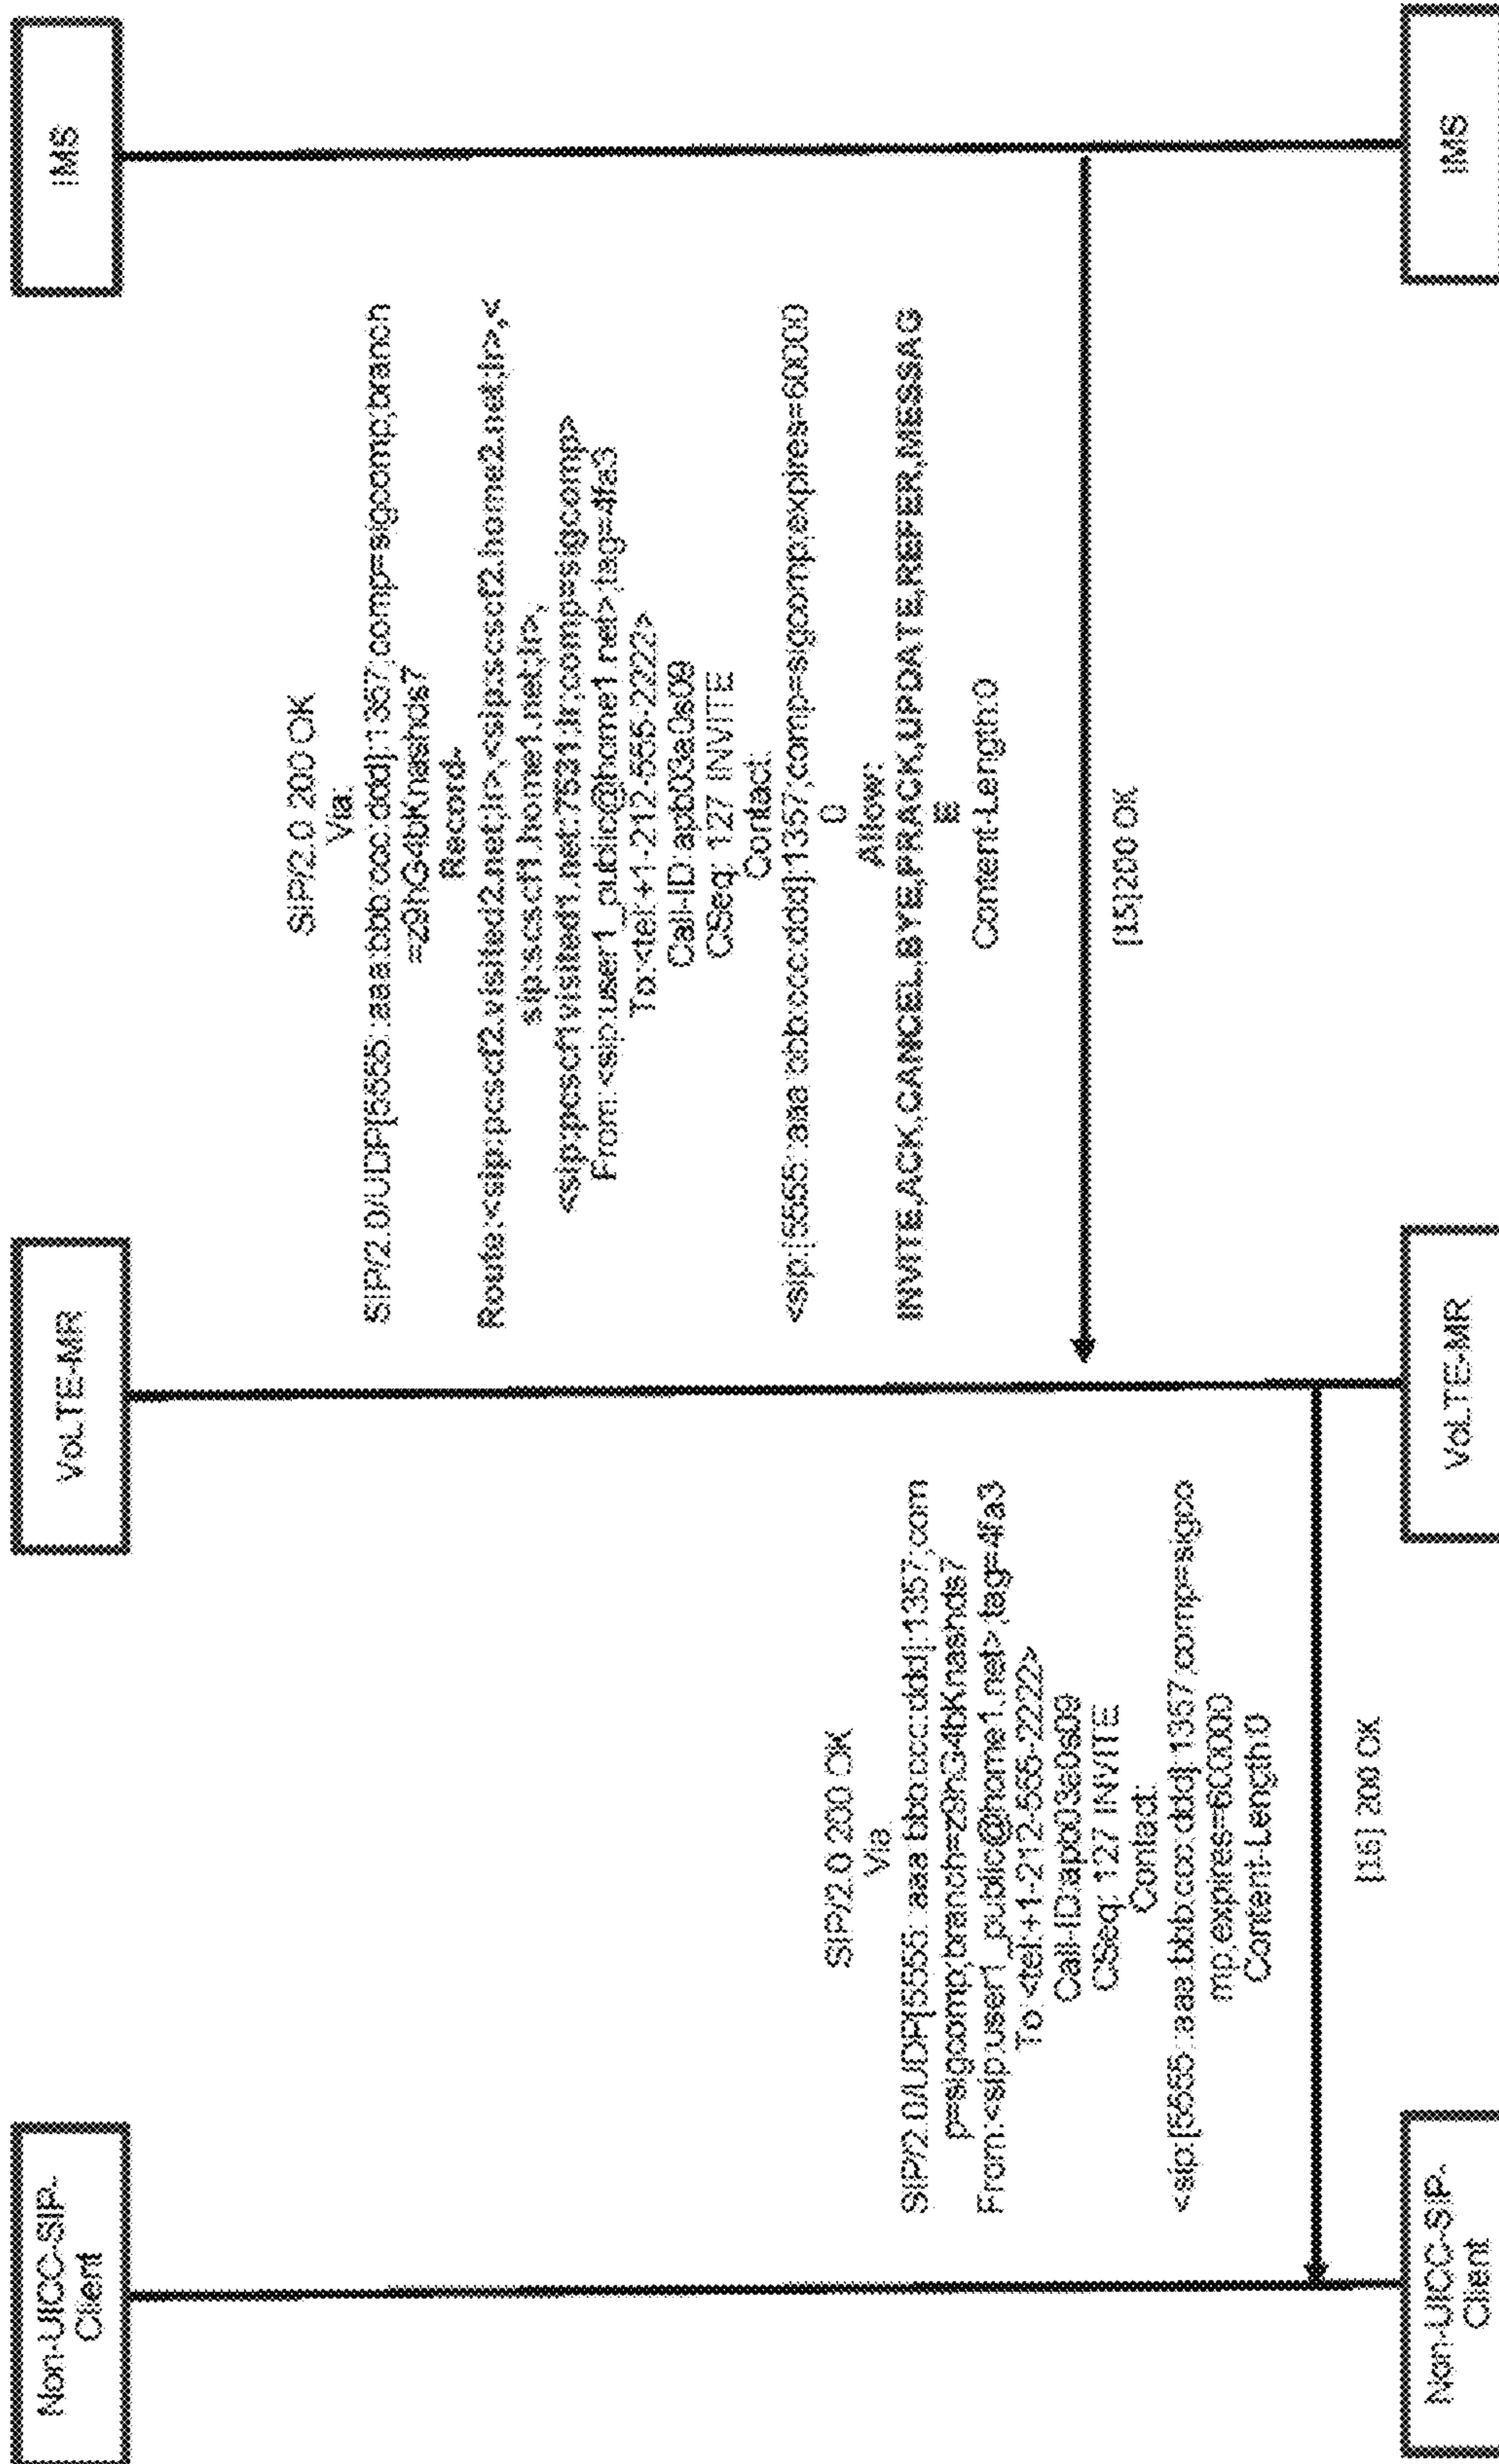 Non-UICC-SIP-
Client
VoLTE-MR
IMS
SIP/2.0 200 OK
Via:
SIP/2.0/UDP[5555::aaa:bbb:ccc:ddd]:1357;comp=sigcomp;branch
=z9hG4bKnashds7
Record-
Route:<sip:pcscf2.visited2.net;lr>,<sip:scscf2.home2.net;lr>,<
sip:scscf1.home1.net;lr>,
<sip:pcscf1visited1.net:7531;lr;comp=sigcomp>
From:<sip:user1_public@home1.net>;tag=4fa3
To:<tel:+1-212-555-2222>
Call-ID:apb03a0s09
CSeq: 127 INVITE
Contact:
<sip:[5555::aaa:bbb:ccc:ddd]:1357;comp=sigcomp;expires=60000
0
Allow:
INVITE,ACK,CANCEL,BYE,PRACK,UPDATE,REFER,MESSAG
E
Content-Length:0
[15]200 OK
SIP/2.0 200 OK
Via:
SIP/2.0/UDP[5555::aaa:bbb:ccc:ddd]:1357;com
p=sigcomp;branch=z9hG4bKnashds7
From:<sip:user1_public@home1.net>;tag=4fa3
To:<tel:+1-212-555-2222>
Call-ID:apb03a0s09
CSeq: 127 INVITE
Contact:
<sip:[5555::aaa:bbb:ccc:ddd]:1357;comp=sigco
mp;expires=600000
Content-Length:0
[16] 200 OK
Non-UICC-SIP-
Client
VoLTE-MR
IMS